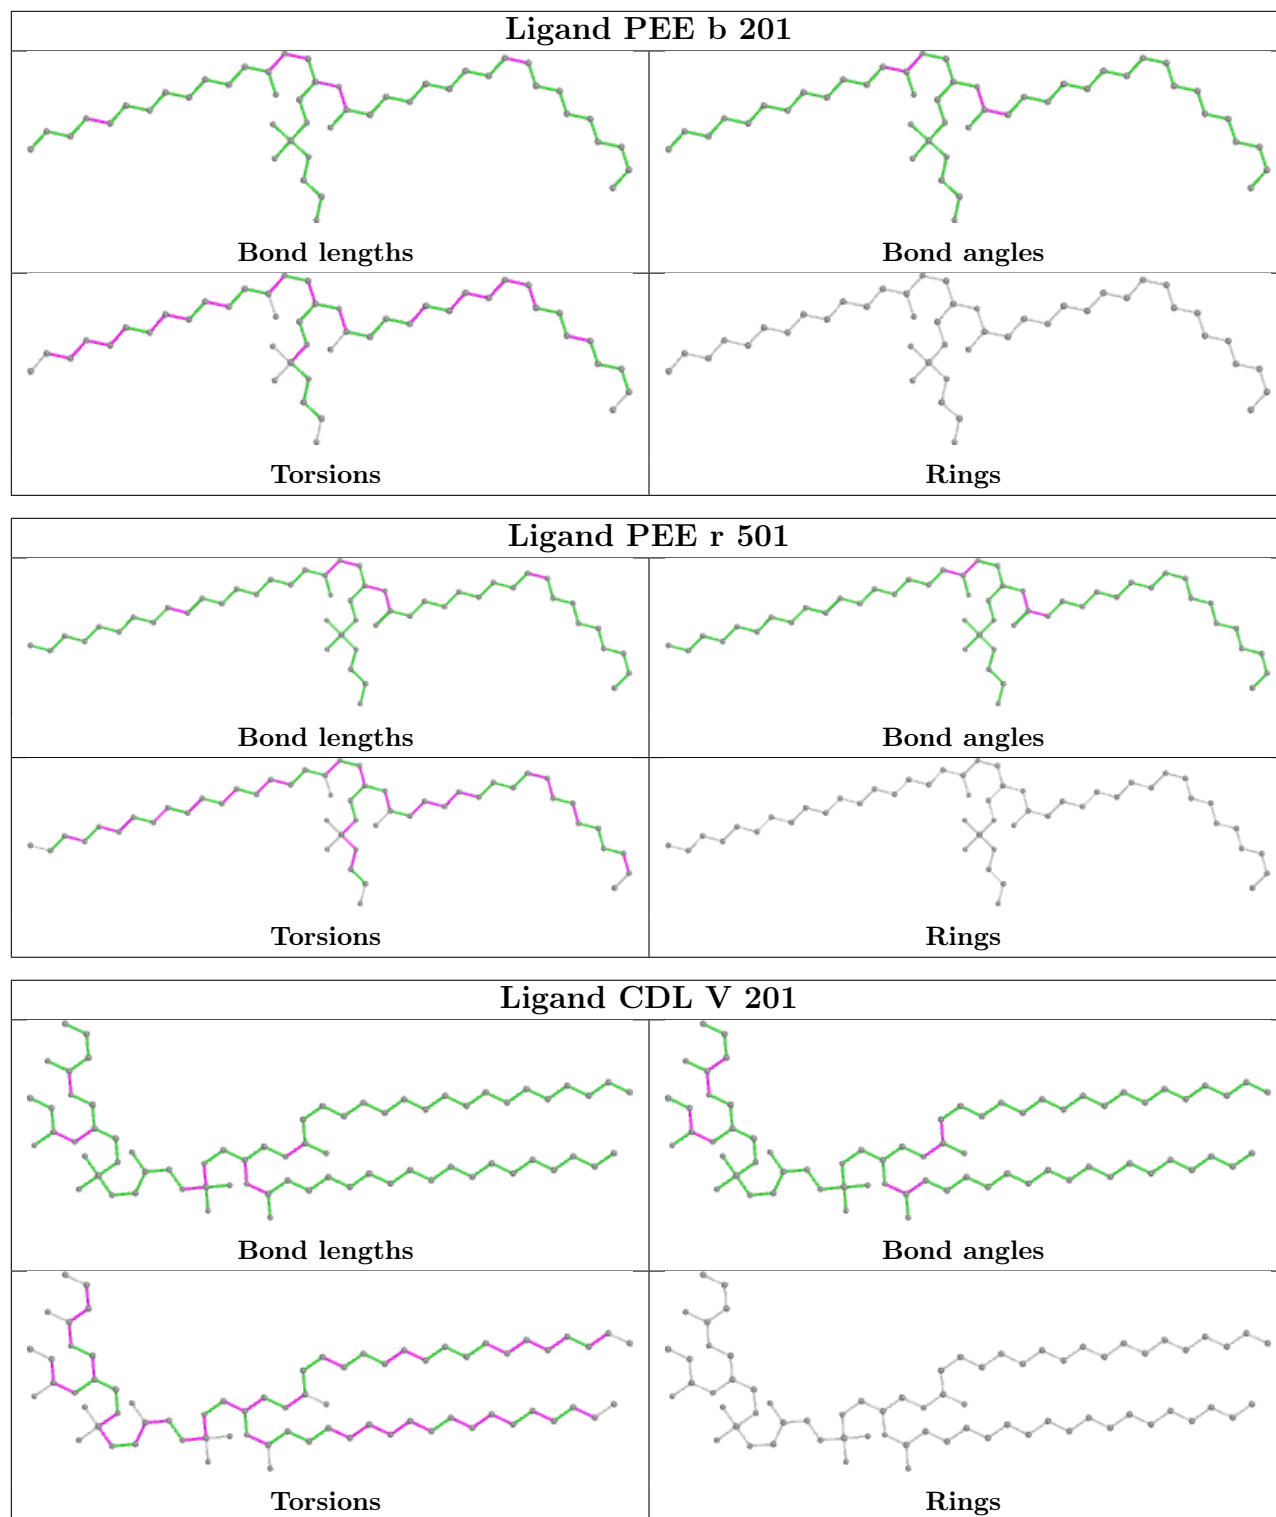 Ligand PEE b 201
Bond lengths
Bond angles
Torsions
Rings
Ligand PEE r 501
Bond lengths
Bond angles
Torsions
Rings
Ligand CDL V 201
Bond lengths
Bond angles
Torsions
Rings